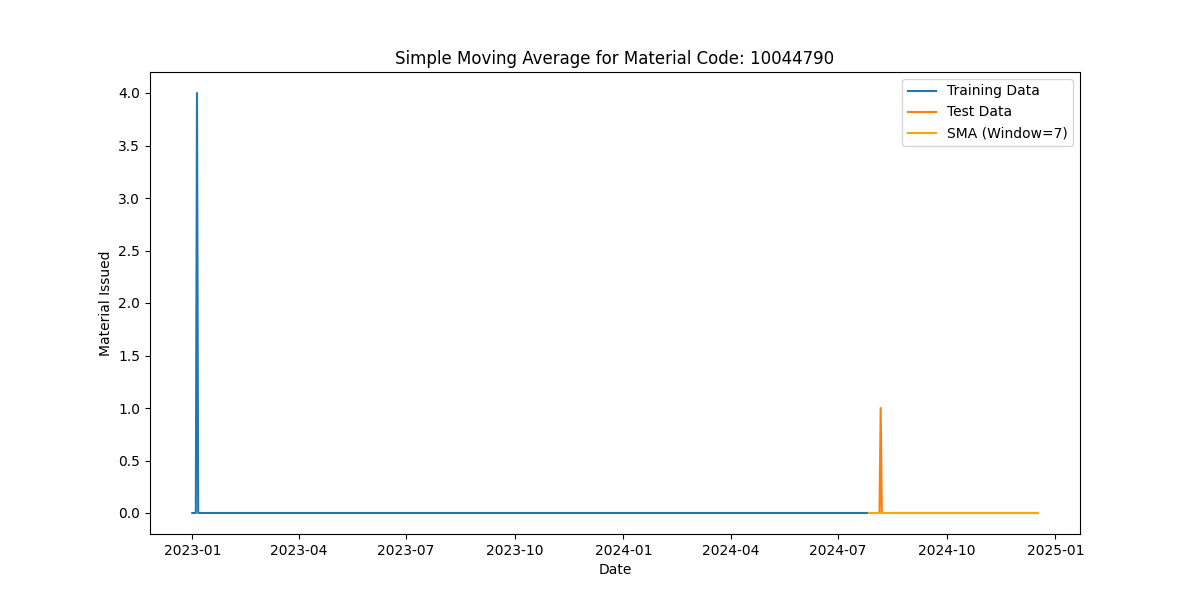 Simple Moving Average for Material Code: 10044790
Training Data
Test Data
SMA (Window=7)
Material Issued
4.0
3.5
3.0
2.5
2.0
1.5
1.0
0.5
0.0
2023-01 2023-04 2023-07 2023-10 2024-01 2024-04 2024-07 2024-10 2025-01
Date